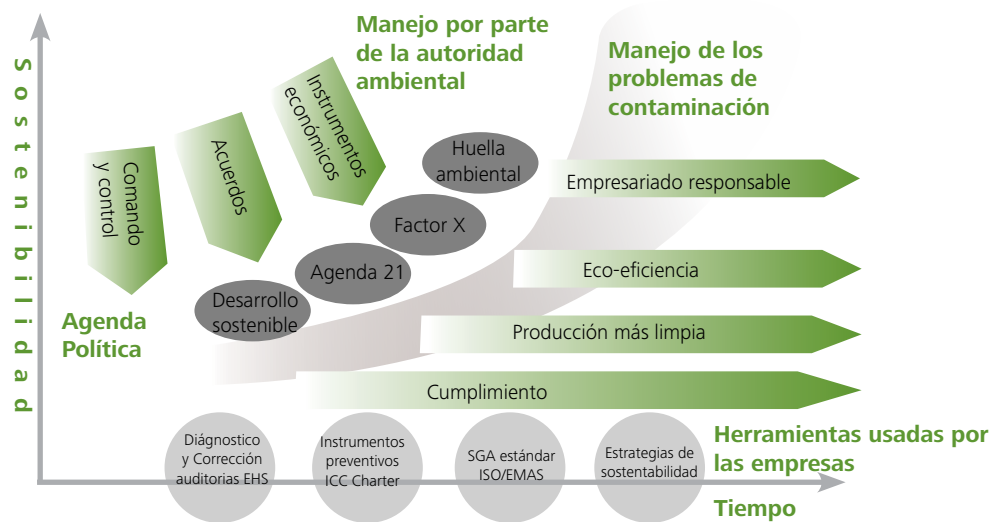 Sostenibilidad
Manejo por parte
de la autoridad
ambiental
Manejo de los
problemas de
contaminación
Comando
y control
Acuerdos
Instrumentos
económicos
Huella
ambiental
Factor X
Agenda 21
Desarrollo
sostenible
Agenda
Política
Empresariado responsable
Eco-eficiencia
Producción más limpia
Cumplimiento
Diágnostico
y Corrección
auditorias EHS
Instrumentos
preventivos
ICC Charter
SGA estándar
ISO/EMAS
Estrategias de
sostentabilidad
Herramientas usadas por
las empresas
Tiempo